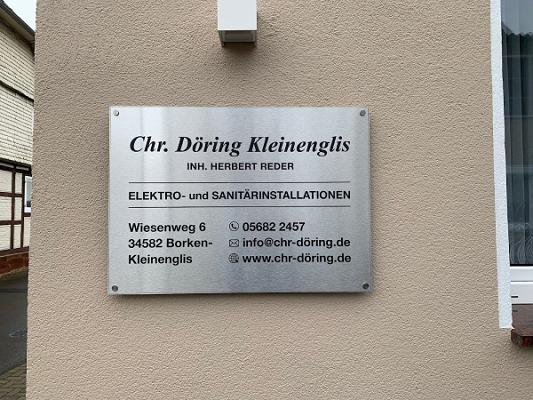 Chr. Döring Kleinenglis
INH. HERBERT REDER
ELEKTRO- und SANITÄRINSTALLATIONEN
Wiesenweg 6
34582 Borken-
Kleinenglis
05682 2457
info@chr-döring.de
www.chr-döring.de